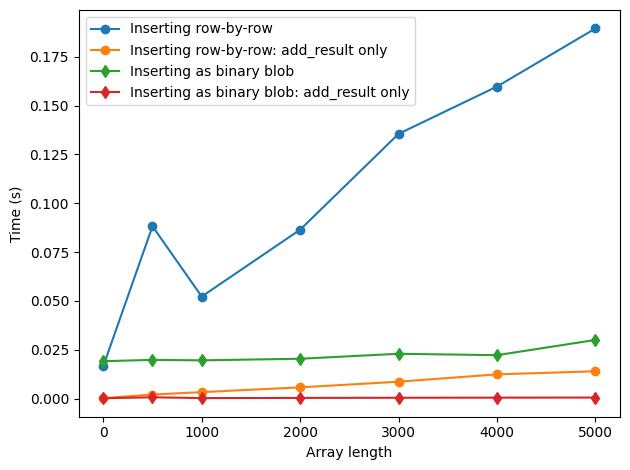 Inserting row-by-row
Inserting row-by-row: add_result only
Inserting as binary blob
Inserting as binary blob: add_result only
0.175
0.150
0.125
0.100
0.075
0.050
0.025
0.000
Time (s)
0 1000 2000 3000 4000 5000
Array length